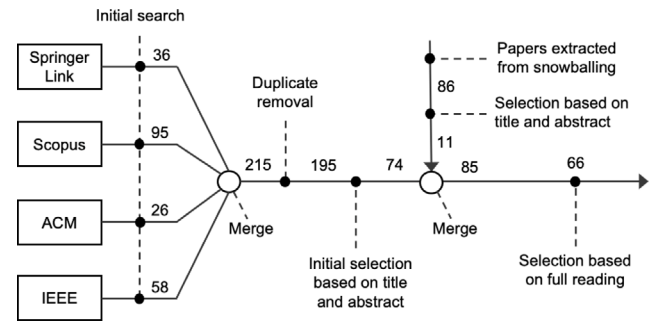 Initial search
Springer
Link
36
Scopus
95
ACM
26
IEEE
58
215
Merge
Duplicate
removal
195
Initial selection
based on title
and abstract
74
Papers extracted
from snowballing
86
Selection based on
title and abstract
11
Merge
85
66
Selection based
on full reading